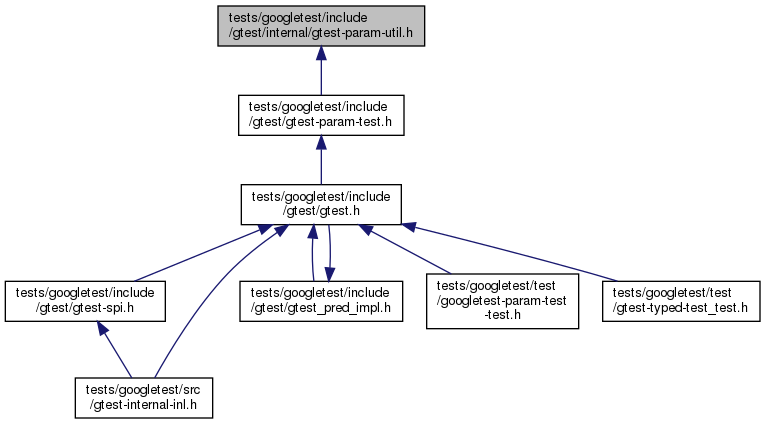 tests/googletest/include
/gtest/internal/gtest-param-util.h
tests/googletest/include
/gtest/gtest-param-test.h
tests/googletest/include
/gtest/gtest.h
tests/googletest/include
/gtest/gtest-spi.h
tests/googletest/include
/gtest/gtest_pred_impl.h
tests/googletest/test
/googletest-param-test
-test.h
tests/googletest/test
/gtest-typed-test_test.h
tests/googletest/src
/gtest-internal-inl.h